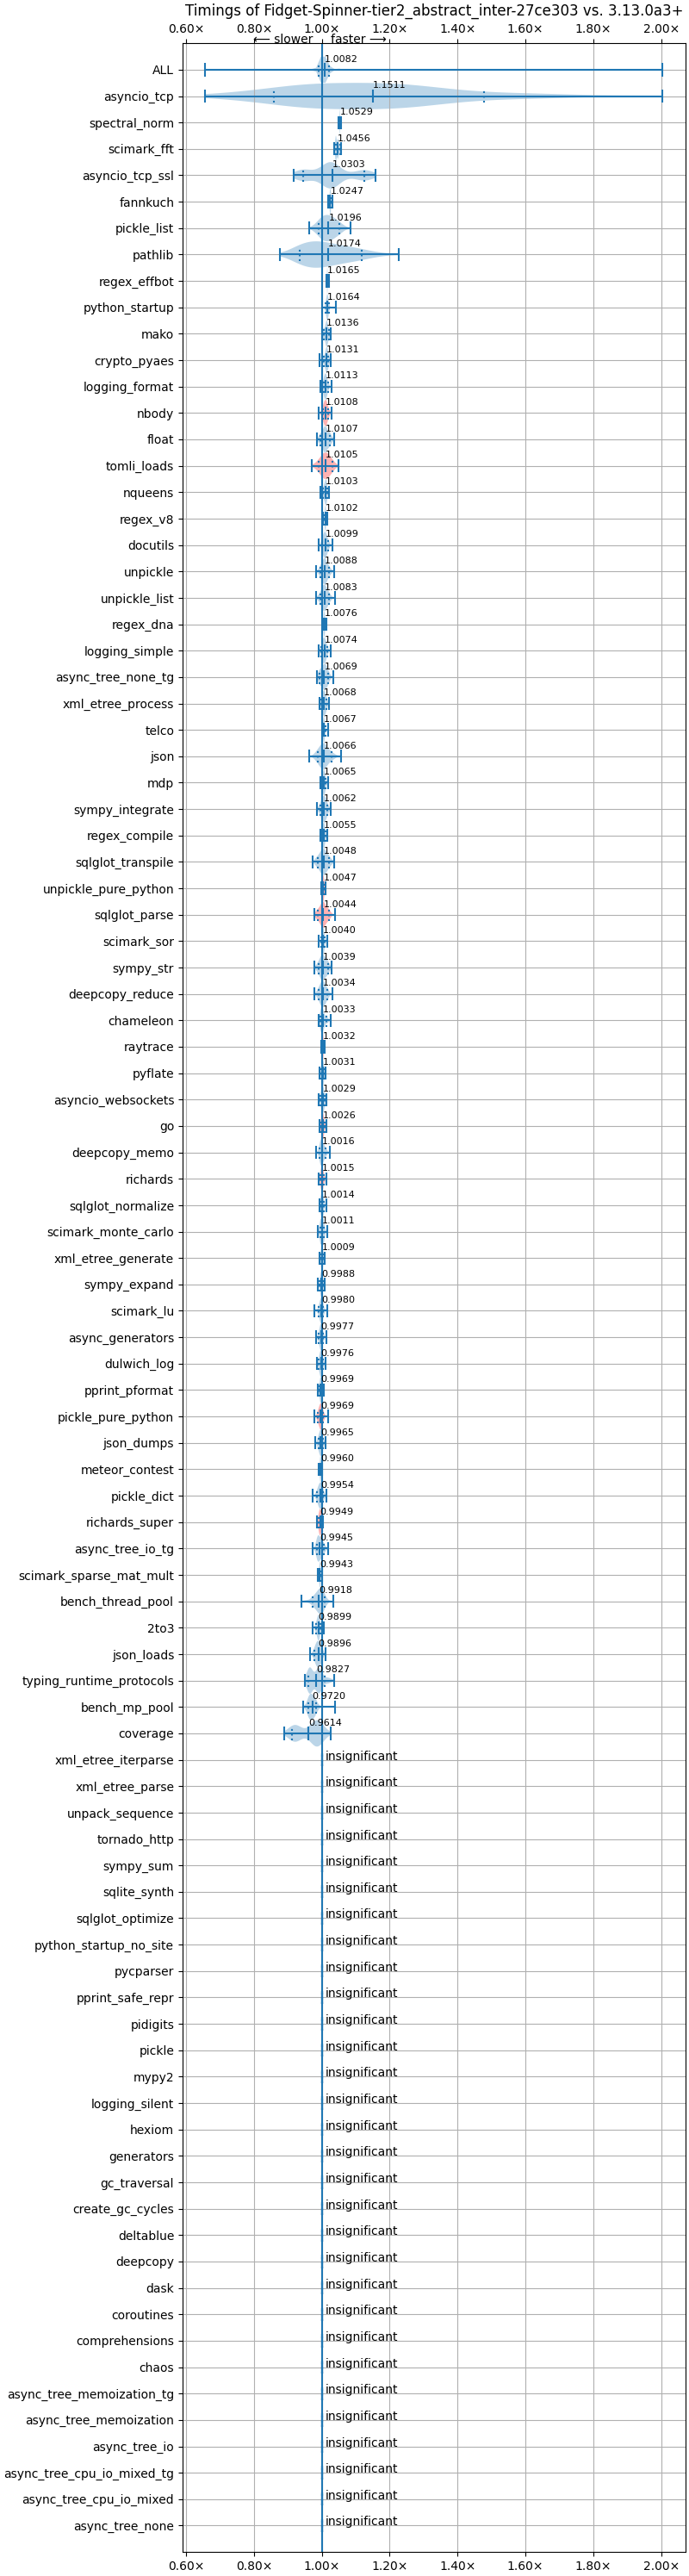 Timings of Fidget-Spinner-tier2_abstract_inter-27ce303 vs. 3.13.0a3+
0.60× 0.80× 1.00× 1.20× 1.40× 1.60× 1.80× 2.00×
← slower faster →
ALL 1.0082
asyncio_tcp 1.1511
spectral_norm 1.0529
scimark_fft 1.0456
asyncio_tcp_ssl 1.0303
fannkuch 1.0247
pickle_list 1.0196
pathlib 1.0174
regex_effbot 1.0165
python_startup 1.0164
mako 1.0136
crypto_pyaes 1.0131
logging_format 1.0113
nbody 1.0108
float 1.0107
tomli_loads 1.0105
nqueens 1.0103
regex_v8 1.0102
docutils 1.0099
unpickle 1.0088
unpickle_list 1.0083
regex_dna 1.0076
logging_simple 1.0074
async_tree_none_tg 1.0069
xml_etree_process 1.0068
telco 1.0067
json 1.0066
mdp 1.0065
sympy_integrate 1.0062
regex_compile 1.0055
sqlglot_transpile 1.0048
unpickle_pure_python 1.0047
sqlglot_parse 1.0044
scimark_sor 1.0040
sympy_str 1.0039
deepcopy_reduce 1.0034
chameleon 1.0033
raytrace 1.0032
pyflate 1.0031
asyncio_websockets 1.0029
go 1.0026
deepcopy_memo 1.0016
richards 1.0015
sqlglot_normalize 1.0014
scimark_monte_carlo 1.0011
xml_etree_generate 1.0009
sympy_expand 0.9988
scimark_lu 0.9980
async_generators 0.9977
dulwich_log 0.9976
pprint_pformat 0.9969
pickle_pure_python 0.9969
json_dumps 0.9965
meteor_contest 0.9960
pickle_dict 0.9954
richards_super 0.9949
async_tree_io_tg 0.9945
scimark_sparse_mat_mult 0.9943
bench_thread_pool 0.9918
2to3 0.9899
json_loads 0.9896
typing_runtime_protocols 0.9827
bench_mp_pool 0.9720
coverage 0.9614
xml_etree_iterparse insignificant
xml_etree_parse insignificant
unpack_sequence insignificant
tornado_http insignificant
sympy_sum insignificant
sqlite_synth insignificant
sqlglot_optimize insignificant
python_startup_no_site insignificant
pycparser insignificant
pprint_safe_repr insignificant
pidigits insignificant
pickle insignificant
mypy2 insignificant
logging_silent insignificant
hexiom insignificant
generators insignificant
gc_traversal insignificant
create_gc_cycles insignificant
deltablue insignificant
deepcopy insignificant
dask insignificant
coroutines insignificant
comprehensions insignificant
chaos insignificant
async_tree_memoization_tg insignificant
async_tree_memoization insignificant
async_tree_io insignificant
async_tree_cpu_io_mixed_tg insignificant
async_tree_cpu_io_mixed insignificant
async_tree_none insignificant
0.60× 0.80× 1.00× 1.20× 1.40× 1.60× 1.80× 2.00×